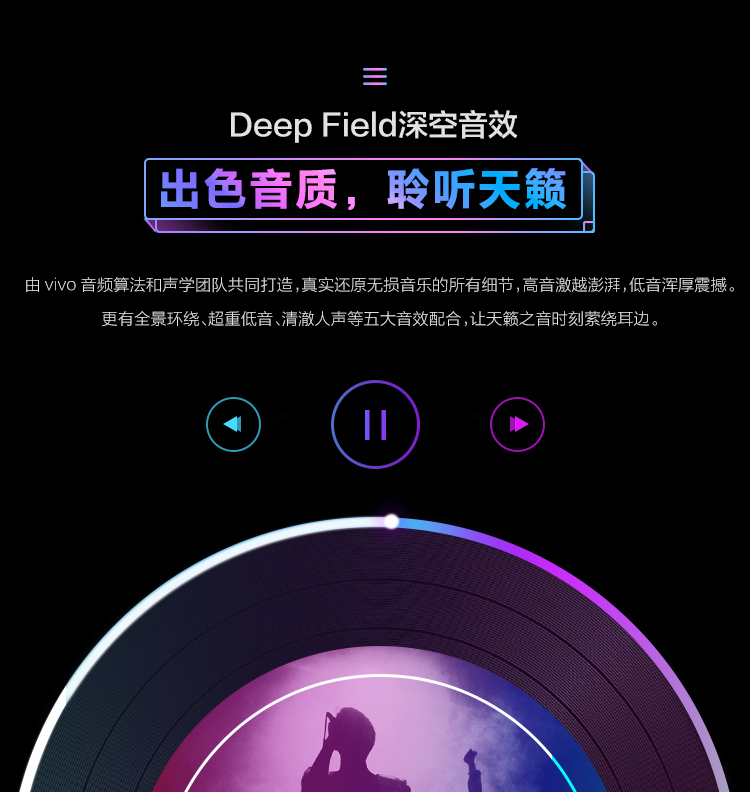 Deep Field深空音效
出色音质，聆听天籁
由 vivo 音频算法和声学团队共同打造，真实还原无损音乐的所有细节，高音激越澎湃，低音浑厚震撼。
更有全景环绕、超重低音、清澈人声等五大音效配合，让天籁之音时刻萦绕耳边。